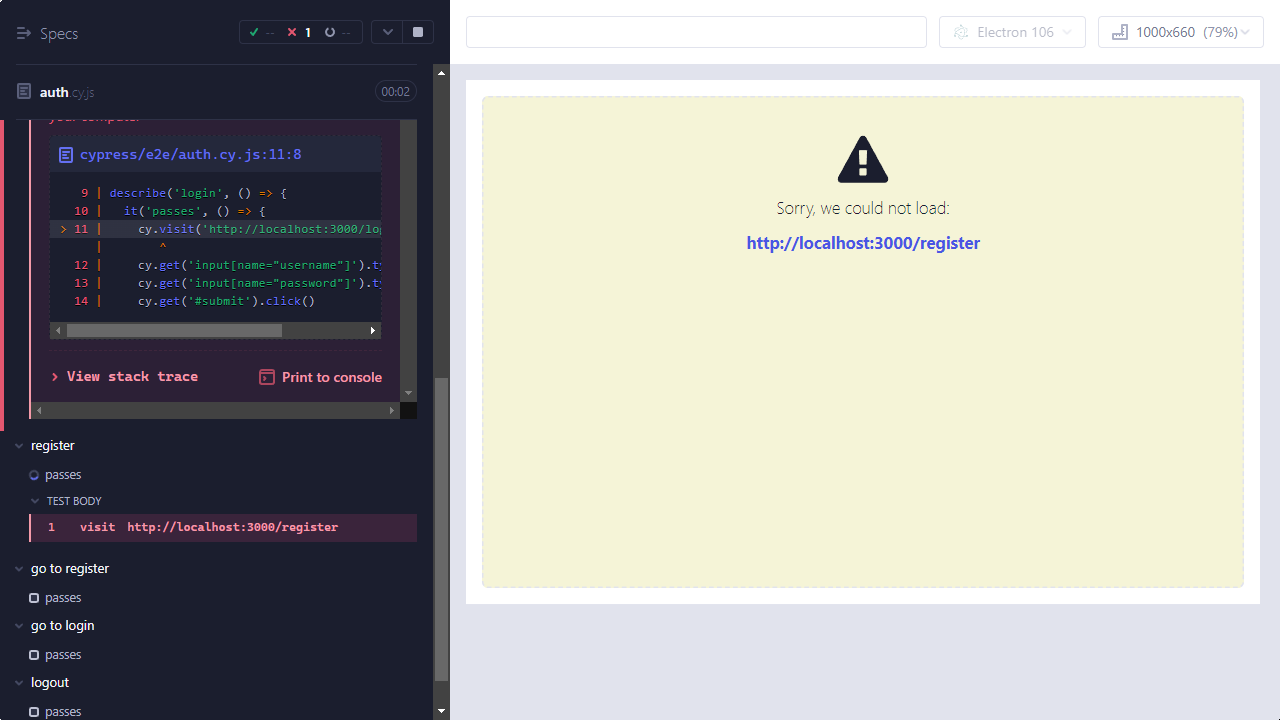 Specs
--
1
--
auth.cy.js
00:02
your computer
cypress/e2e/auth.cy.js:11:8
9 | describe('login', () => {
10 | it('passes', () => {
> 11 | cy.visit('http://localhost:3000/log
| ^
12 | cy.get('input[name="username"]').ty
13 | cy.get('input[name="password"]').ty
14 | cy.get('#submit').click()
> View stack trace
Print to console
register
passes
TEST BODY
1 visit http://localhost:3000/register
go to register
passes
go to login
passes
logout
passes
Electron 106
1000x660 (79%)
Sorry, we could not load:
http://localhost:3000/register